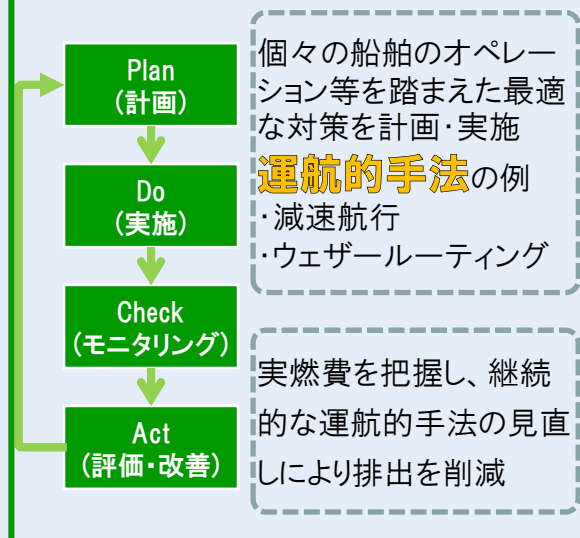 Plan
(計画)
Do
(実施)
Check
(モニタリング)
Act
(評価・改善)
個々の船舶のオペレー
ション等を踏まえた最適
な対策を計画・実施
運航的手法の例
・減速航行
・ウェザールーティング
実燃費を把握し、継続
的な運航的手法の見直
しにより排出を削減